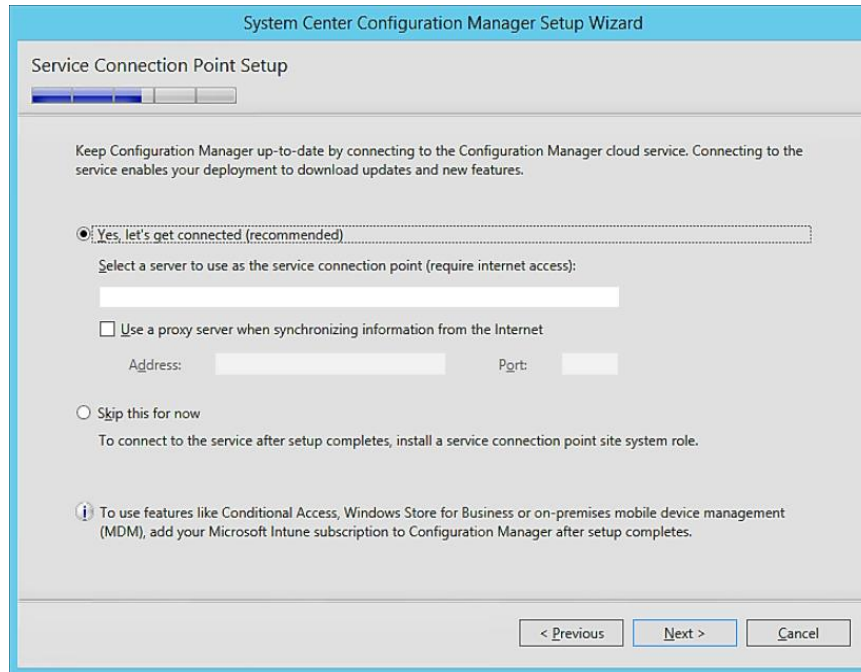 System Center Configuration Manager Setup Wizard
Service Connection Point Setup
Keep Configuration Manager up-to-date by connecting to the Configuration Manager cloud service. Connecting to the
service enables your deployment to download updates and new features.
Yes, let's get connected (recommended)
Select a server to use as the service connection point (require internet access):
Use a proxy server when synchronizing information from the Internet
Address: Port:
Skip this for now
To connect to the service after setup completes, install a service connection point site system role.
To use features like Conditional Access, Windows Store for Business or on-premises mobile device management
(MDM), add your Microsoft Intune subscription to Configuration Manager after setup completes.
< Previous Next > Cancel